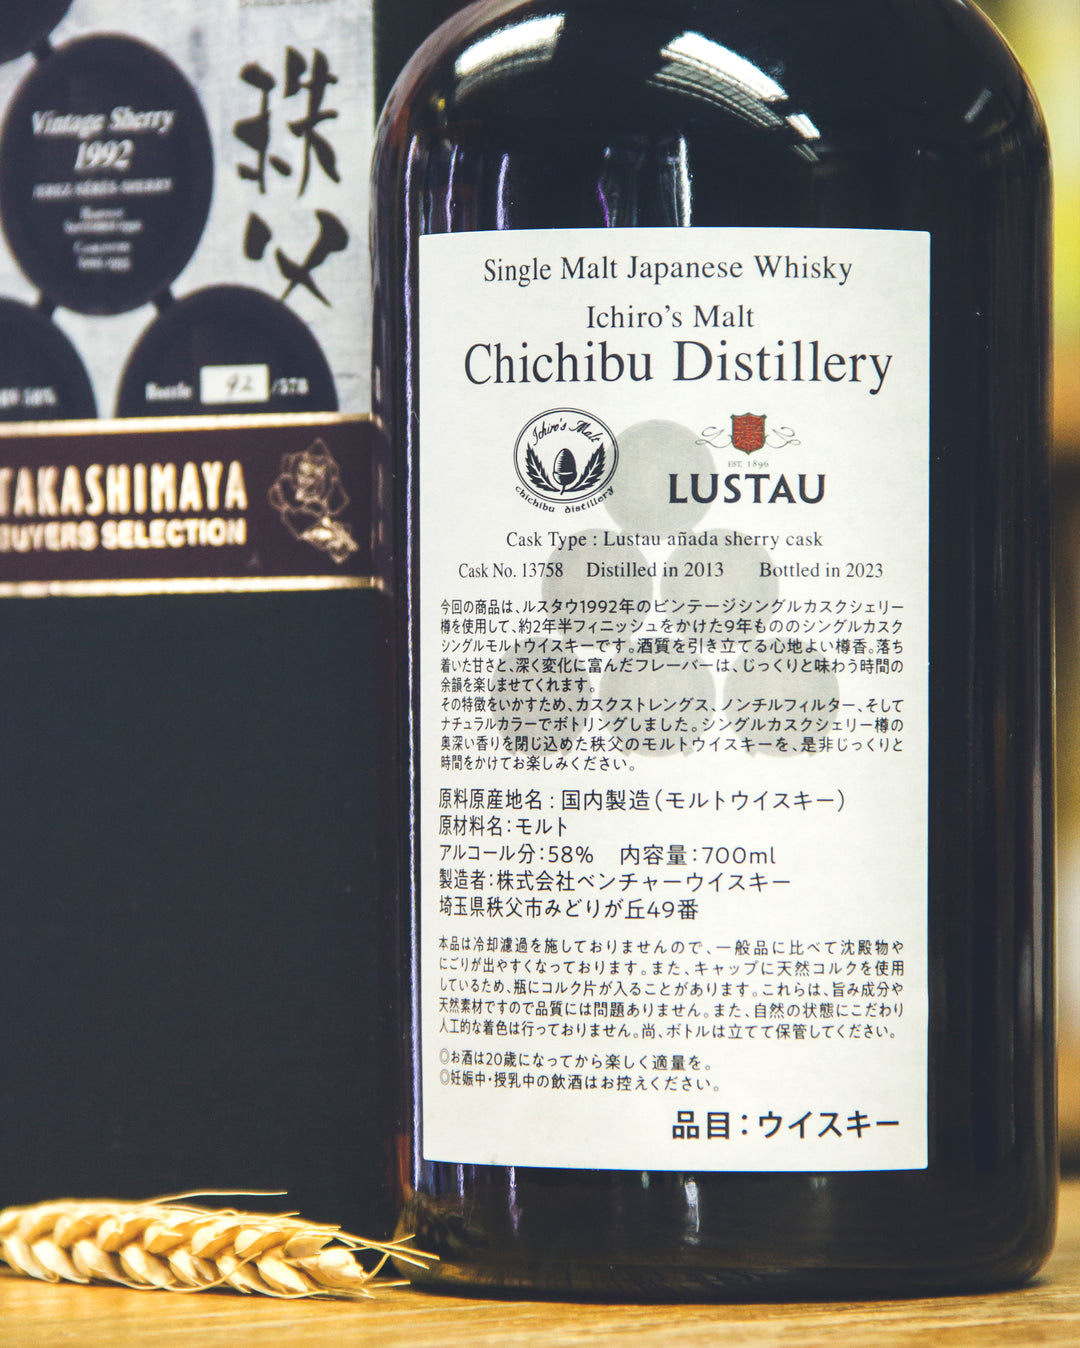 Vintage Sherry
1992
JEREZ-XÉRÈS-SHERRY
秩父
Bottle 92 /578
TAKASHIMAYA
BUYERS SELECTION
Single Malt Japanese Whisky
Ichiro's Malt
Chichibu Distillery
Ichiro's Malt
chichibu distillery
EST. 1896
LUSTAU
Cask Type : Lustau añada sherry cask
Cask No. 13758 Distilled in 2013 Bottled in 2023
今回の商品は、ルスタウ1992年のビンテージシングルカスクシェリー
樽を使用して、約2年半フィニッシュをかけた9年もののシングルカスク
シングルモルトウイスキーです。酒質を引き立てる心地よい樽香。落ち
着いた甘さと、深く変化に富んだフレーバーは、じっくりと味わう時間の
余韻を楽しませてくれます。
その特徴をいかすため、カスクストレングス、ノンチルフィルター、そして
ナチュラルカラーでボトリングしました。シングルカスクシェリー樽の
奥深い香りを閉じ込めた秩父のモルトウイスキーを、是非じっくりと
時間をかけてお楽しみください。
原料原産地名:国内製造(モルトウイスキー)
原材料名:モルト
アルコール分:58% 内容量:700ml
製造者:株式会社ベンチャーウイスキー
埼玉県秩父市みどりが丘49番
本品は冷却濾過を施しておりませんので、一般品に比べて沈殿物や
にごりが出やすくなっております。また、キャップに天然コルクを使用
しているため、瓶にコルク片が入ることがあります。これらは、旨み成分や
天然素材ですので品質には問題ありません。また、自然の状態にこだわり
人工的な着色は行っておりません。尚、ボトルは立てて保管してください。
◎お酒は20歳になってから楽しく適量を。
◎妊娠中・授乳中の飲酒はお控えください。
品目:ウイスキー